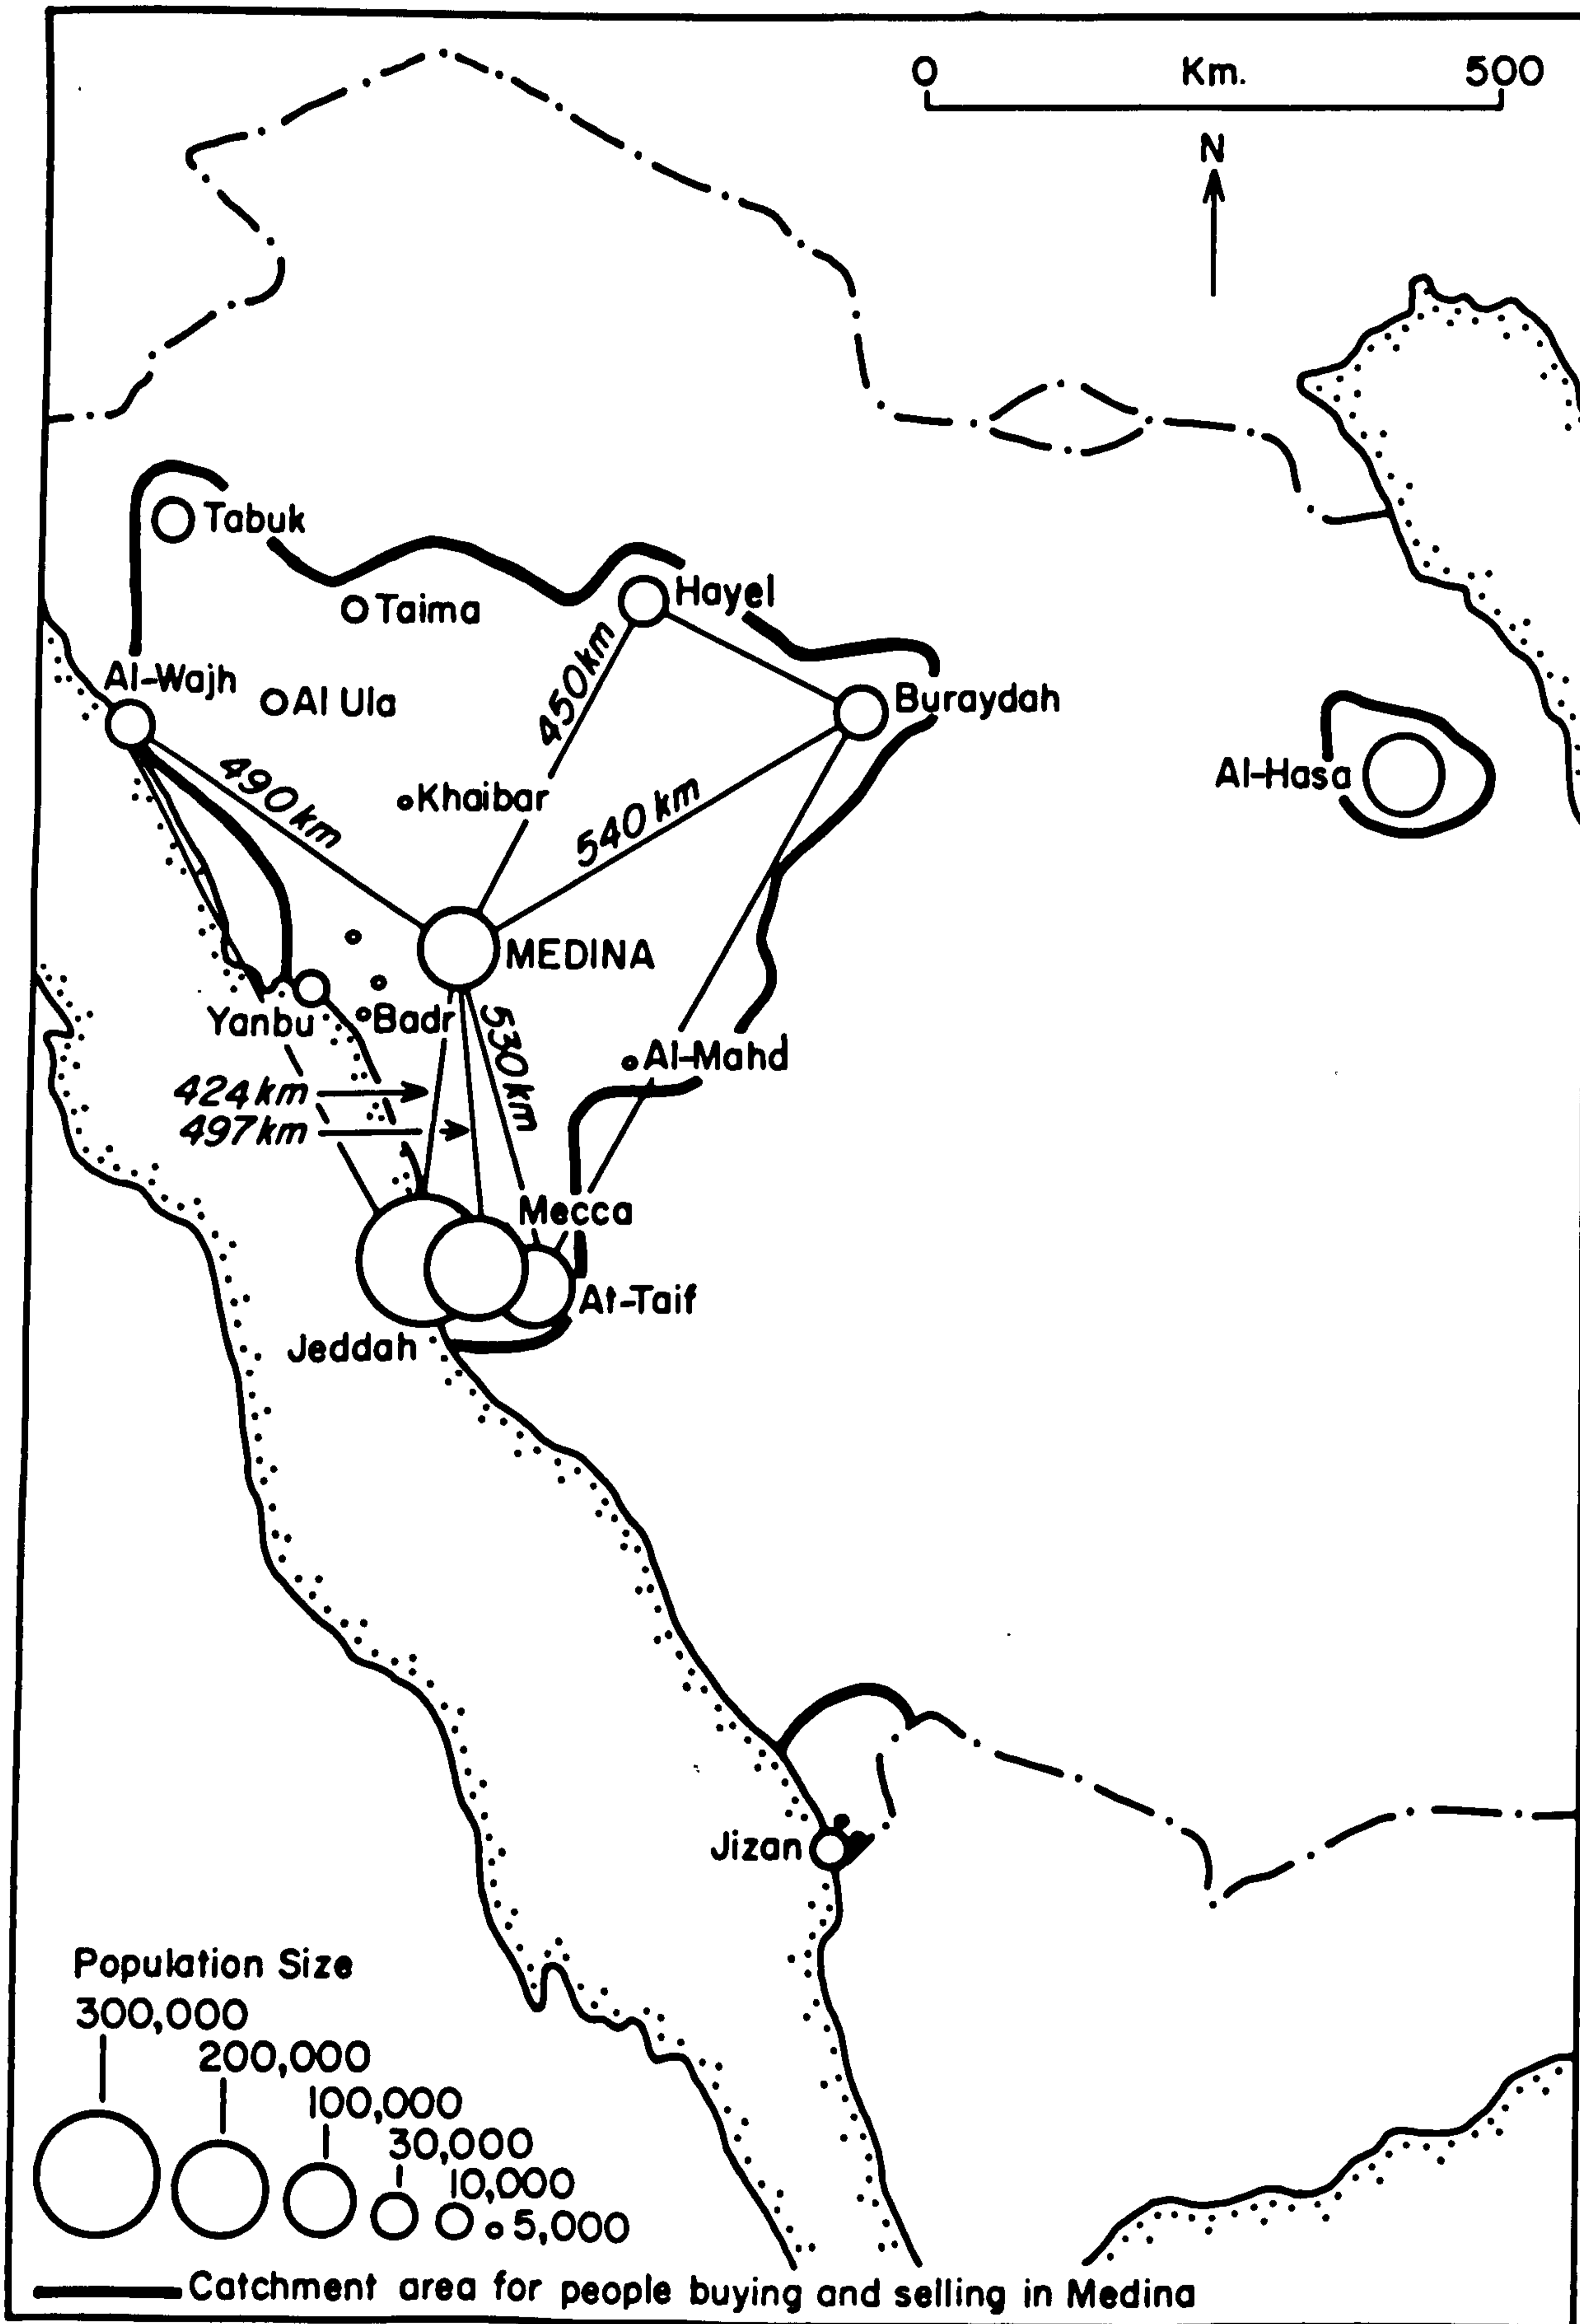 0 Km. 500
N
Tabuk
Taima
Hayel
Al-Wajh
Al Ula
450km
Buraydah
Al-Hasa
490km
Khaibar
540 km
MEDINA
Yanbu
Badr
530km
Al-Mahd
424km
497km
Mecca
At-Taif
Jeddah
Jizan
Population Size
300,000
200,000
100,000
30,000
10,000
5,000
Catchment area for people buying and selling in Medina